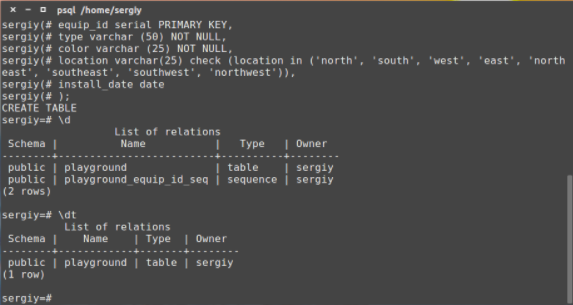 psql /home/sergiy
sergiy(# equip_id serial PRIMARY KEY,
sergiy(# type varchar (50) NOT NULL,
sergiy(# color varchar (25) NOT NULL,
sergiy(# location varchar(25) check (location in ('north', 'south', 'west', 'east', 'north
east', 'southeast', 'southwest', 'northwest')),
sergiy(# install_date date
sergiy(# );
CREATE TABLE
sergiy=# \d
List of relations
Schema | Name | Type | Owner
--------+-------------------------+----------+--------
public | playground | table | sergiy
public | playground_equip_id_seq | sequence | sergiy
(2 rows)
sergiy=# \dt
List of relations
Schema | Name | Type | Owner
--------+------------+-------+--------
public | playground | table | sergiy
(1 row)
sergiy=#